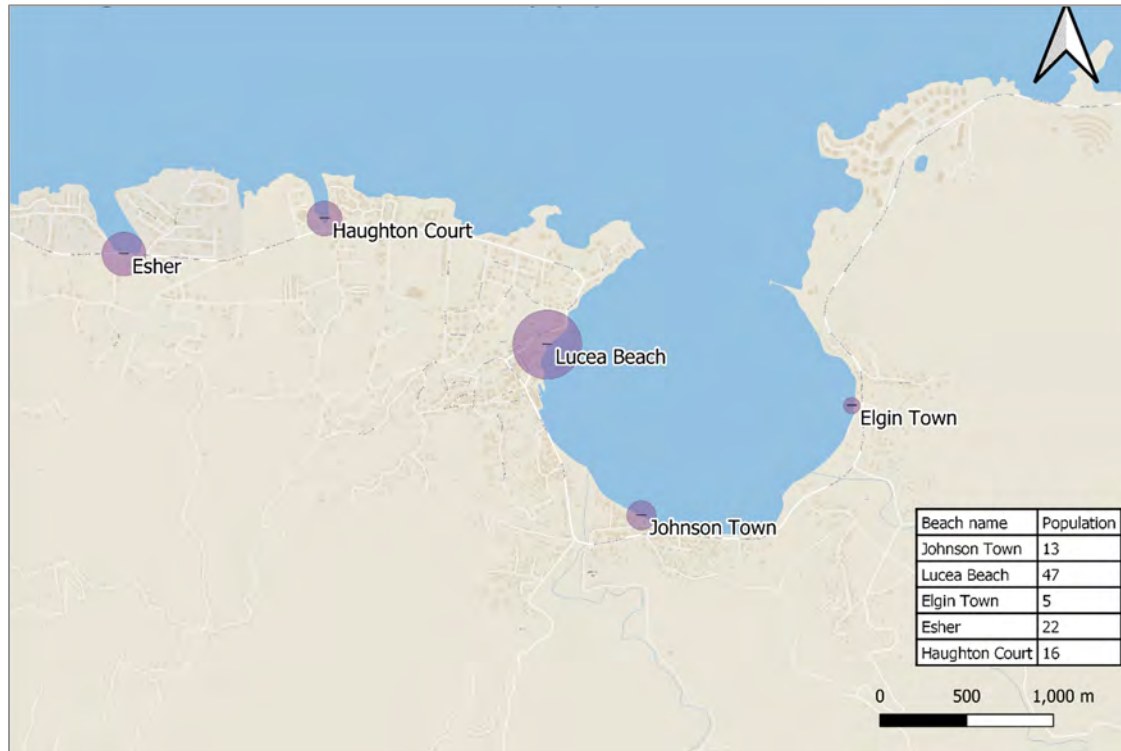 Haughton Court
Esher
Lucea Beach
Elgin Town
Johnson Town
Beach name Population
Johnson Town 13
Lucea Beach 47
Elgin Town 5
Esher 22
Haughton Court 16
0 500 1,000 m